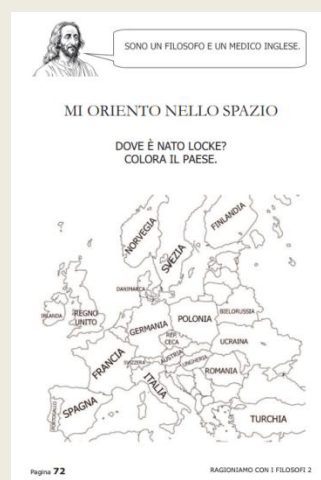 SONO UN FILOSOFO E UN MEDICO INGLESE.
MI ORIENTO NELLO SPAZIO
DOVE È NATO LOCKE?
COLORA IL PAESE.
FINLANDIA
NORVEGIA
SVEZIA
DANIMARCA
IRLANDA
REGNO
UNITO
BIELORUSSIA
POLONIA
GERMANIA
REP
CECA
UCRAINA
FRANCIA
SVIZZERA
AUSTRIA
UNGHERIA
ROMANIA
ITALIA
PORTOGALLO
SPAGNA
TURCHIA
Pagina 72
RAGIONIAMO CON I FILOSOFI 2